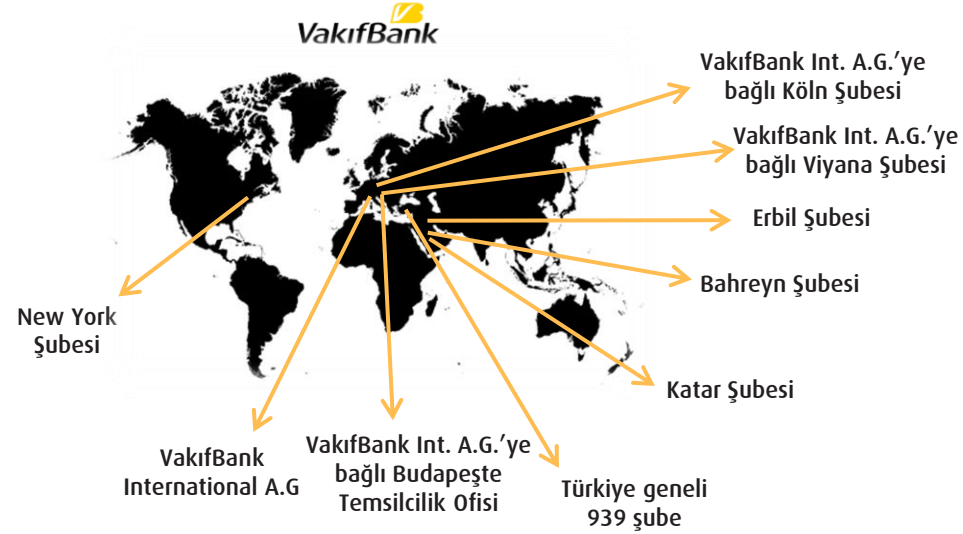 VakıfBank
VakıfBank Int. A.G.’ye
bağlı Köln Şubesi
VakıfBank Int. A.G.’ye
bağlı Viyana Şubesi
Erbil Şubesi
Bahreyn Şubesi
New York
Şubesi
Katar Şubesi
VakıfBank
International A.G
VakıfBank Int. A.G.’ye
bağlı Budapeşte
Temsilcilik Ofisi
Türkiye geneli
939 şube